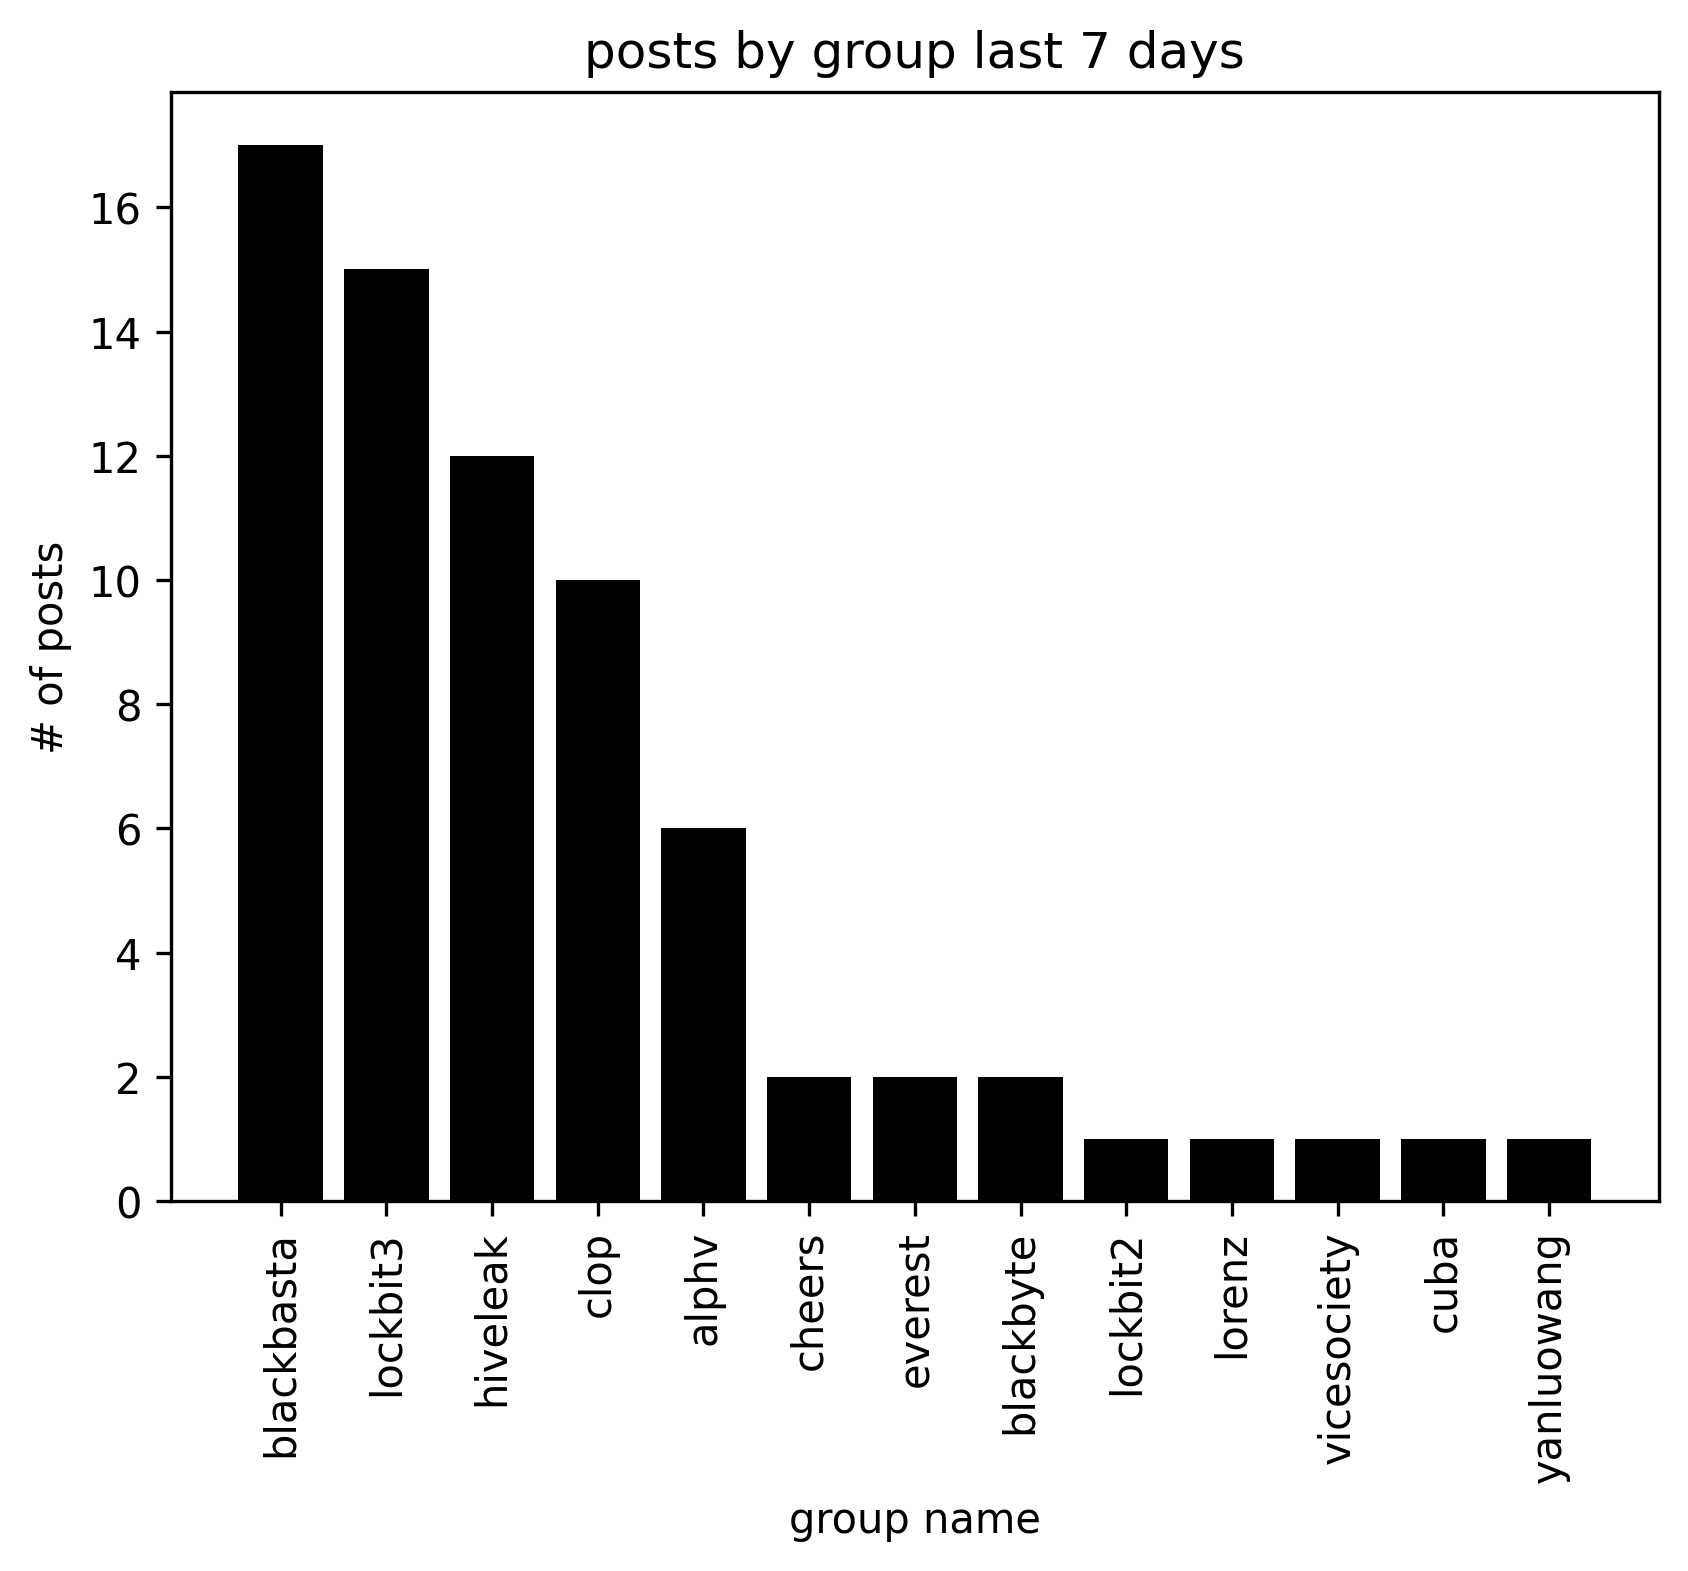 posts by group last 7 days
# of posts
16
14
12
10
8
6
4
2
0
blackbasta
lockbit3
hiveleak
clop
alphv
cheers
everest
blackbyte
lockbit2
lorenz
vicesociety
cuba
yanluowang
group name